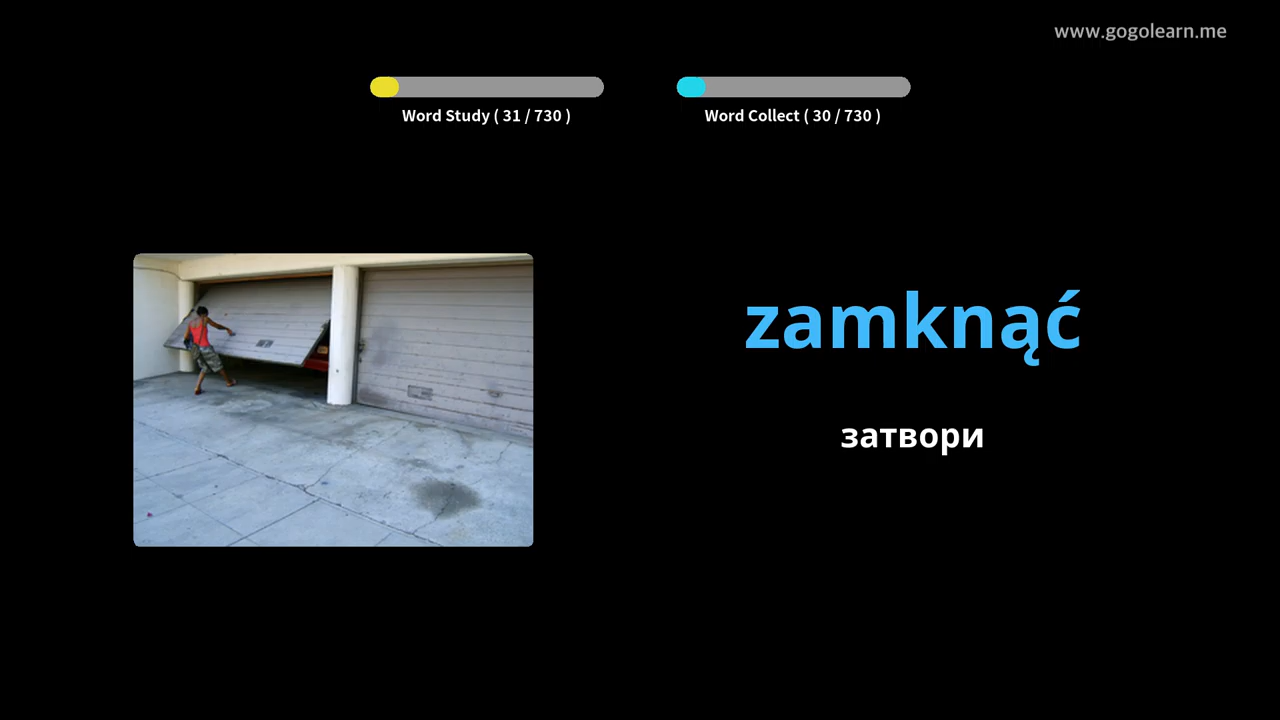 www.gogolearn.me
Word Study ( 31 / 730 )
Word Collect ( 30 / 730 )
zamknąć
затвори